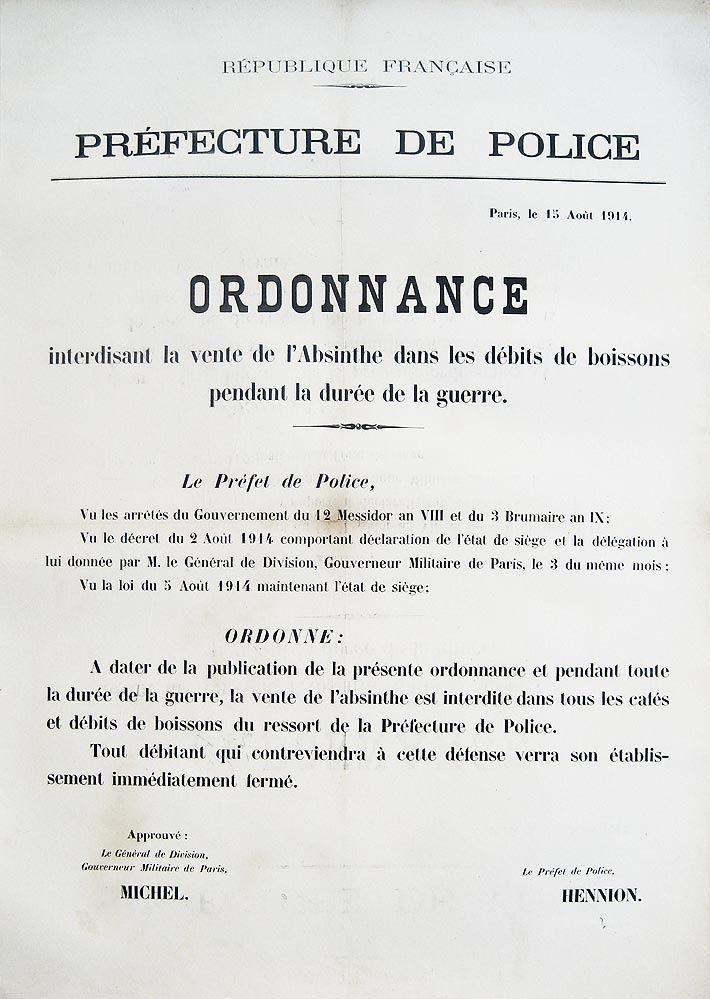 RÉPUBLIQUE FRANÇAISE
PRÉFECTURE DE POLICE
Paris, le 15 Août 1914.
ORDONNANCE
interdisant la vente de l'Absinthe dans les débits de boissons
pendant la durée de la guerre.
Le Préfet de Police,
Vu les arrêtés du Gouvernement du 12 Messidor an VIII et du 3 Brumaire an IX;
Vu le décret du 2 Août 1914 comportant déclaration de l'état de siège et la délégation à
lui donnée par M. le Général de Division, Gouverneur Militaire de Paris, le 3 du même mois;
Vu la loi du 5 Août 1914 maintenant l'état de siège;
ORDONNE:
A dater de la publication de la présente ordonnance et pendant toute
la durée de la guerre, la vente de l'absinthe est interdite dans tous les cafés
et débits de boissons du ressort de la Préfecture de Police.
Tout débitant qui contreviendra à cette défense verra son établis-
sement immédiatement fermé.
Approuvé:
Le Général de Division,
Gouverneur Militaire de Paris,
MICHEL.
Le Préfet de Police,
HENNION.